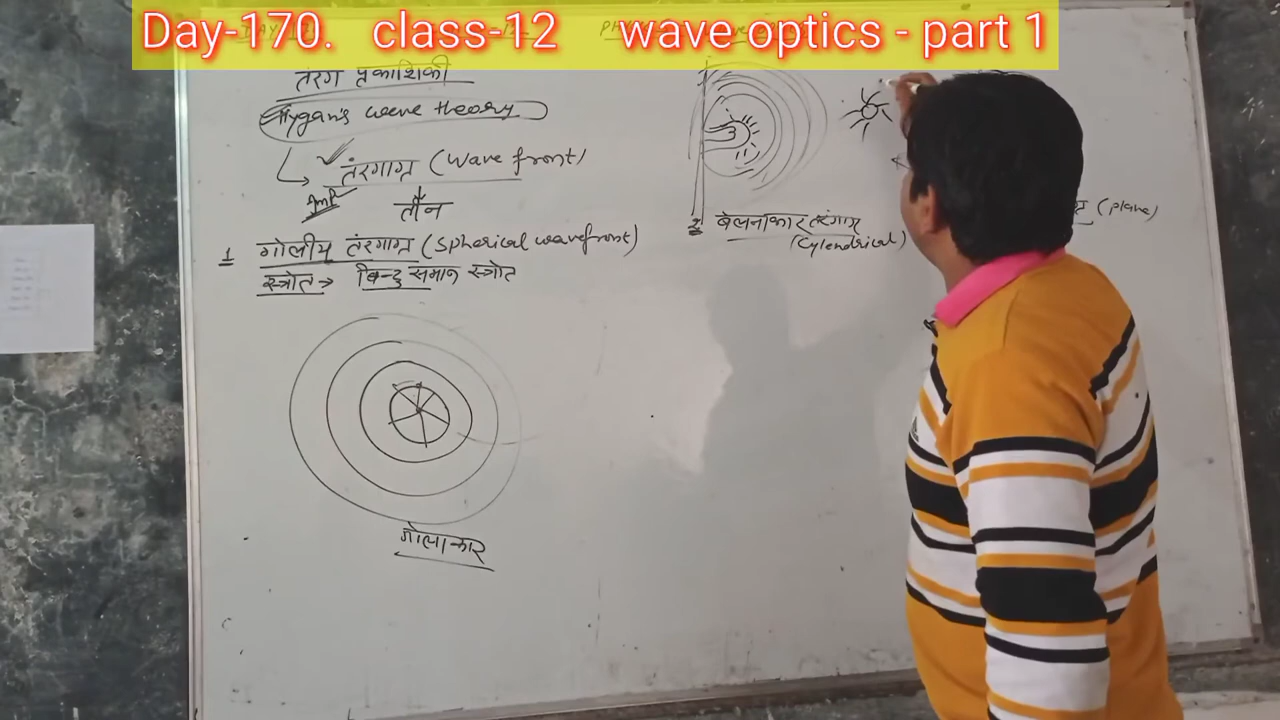 Day-170. class-12 wave optics - part 1
तरंग प्रकाशिकी
Hygan's wave theory
तरंगाग्र (Wave front)
Imp
तीन
1 गोलीय तरंगाग्र (Spherical wavefront)
स्त्रोत → बिन्दु समान स्त्रोत
गोलाकार
2 बेलनाकार तरंगाग्र
(Cylendrical)
(plane)